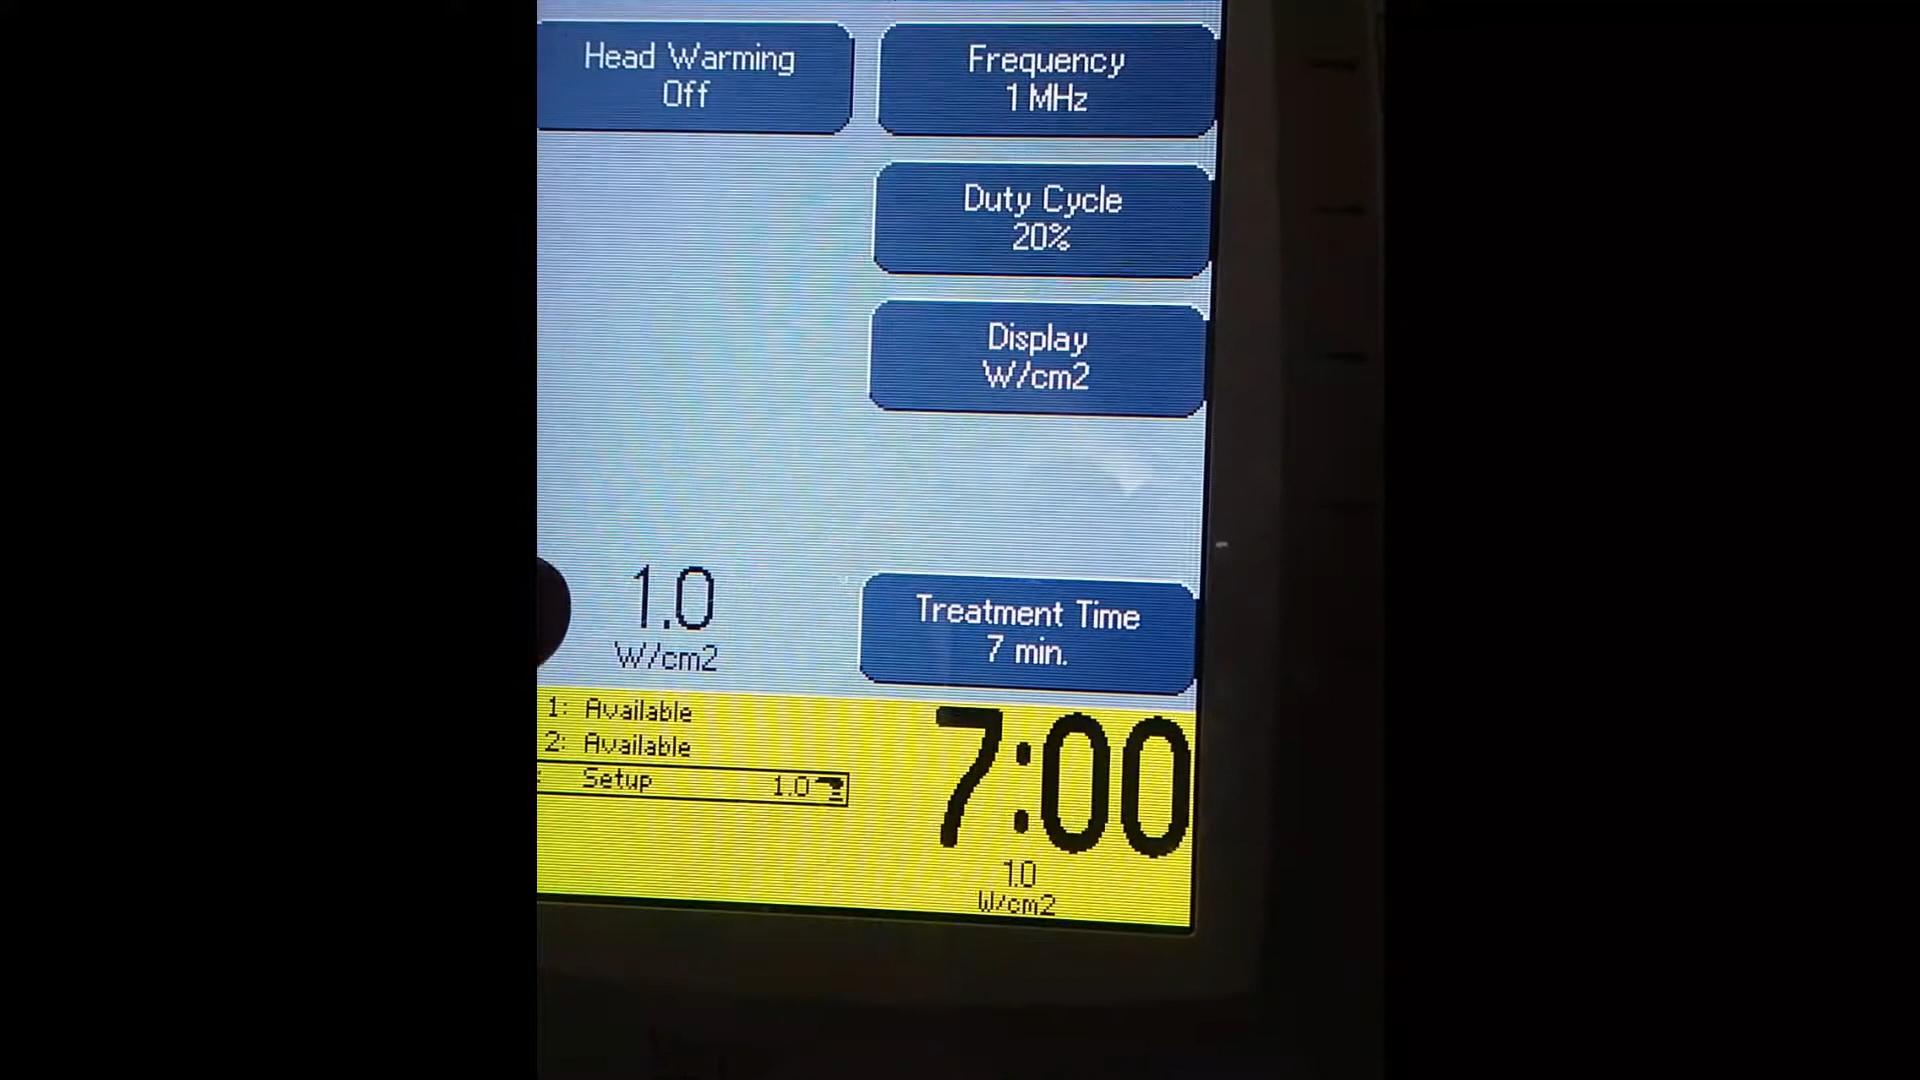 Head Warming
Off
Frequency
1 MHz
Duty Cycle
20%
Display
W/cm2
1.0
W/cm2
Treatment Time
7 min.
1: Available
2: Available
: Setup 1.0
7:00
1.0
W/cm2